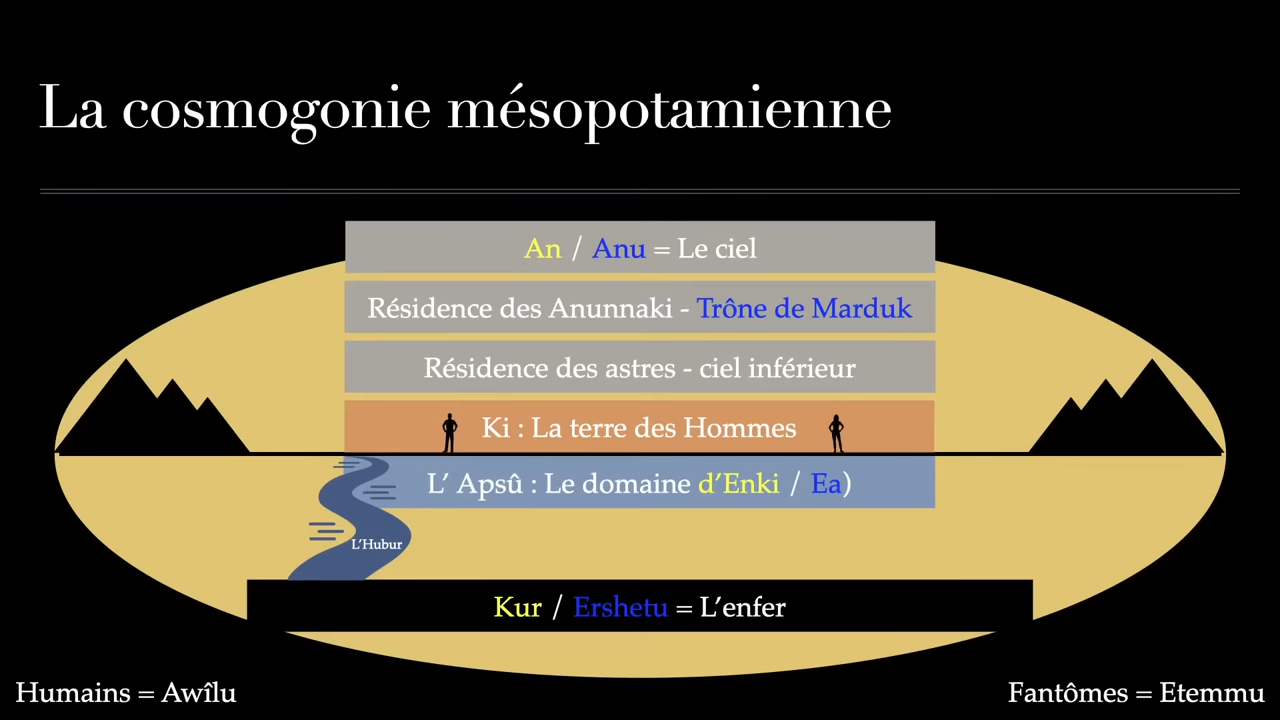 La cosmogonie mésopotamienne
An / Anu = Le ciel
Résidence des Anunnaki - Trône de Marduk
Résidence des astres - ciel inférieur
Ki : La terre des Hommes
L’ Apsû : Le domaine d’Enki / Ea)
L’Hubur
Kur / Ershetu = L’enfer
Humains = Awîlu
Fantômes = Etemmu